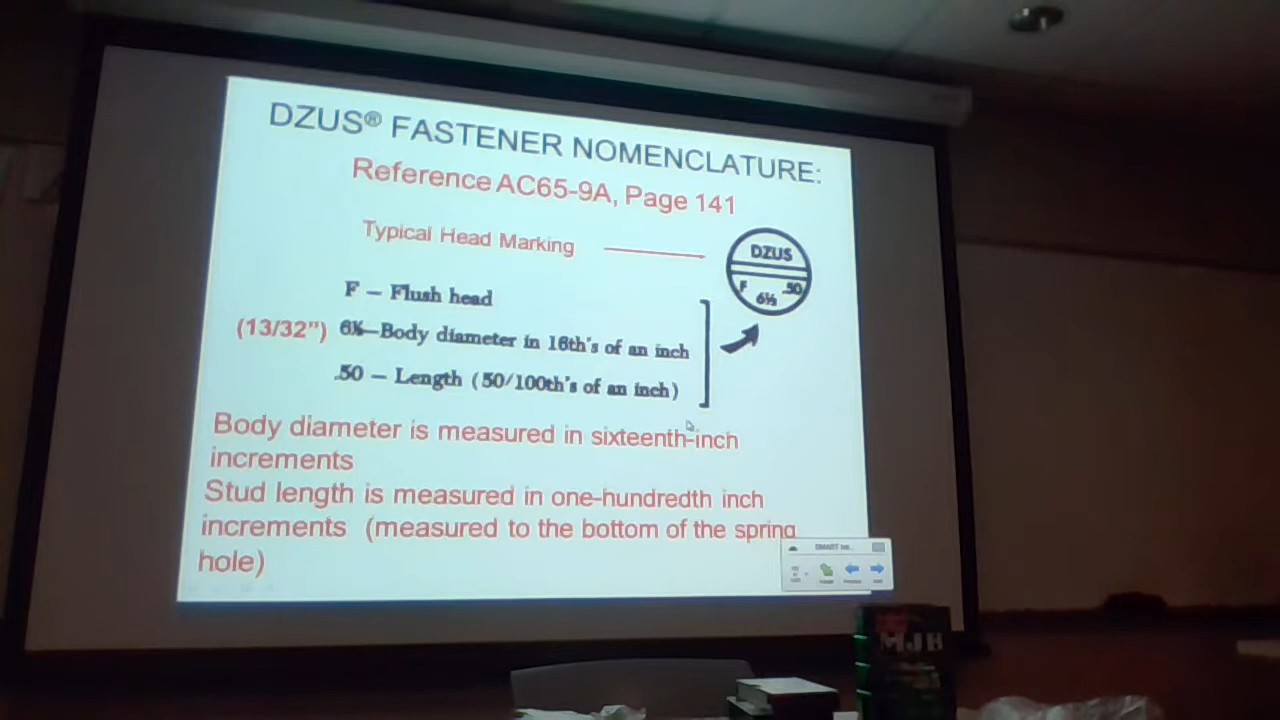 DZUS® FASTENER NOMENCLATURE:
Reference AC65-9A, Page 141
Typical Head Marking
DZUS
F .50
6½
F – Flush head
(13/32") 6½–Body diameter in 16th's of an inch
.50 – Length (50/100th's of an inch)
Body diameter is measured in sixteenth-inch
increments
Stud length is measured in one-hundredth inch
increments (measured to the bottom of the spring
hole)
SMART
MJB